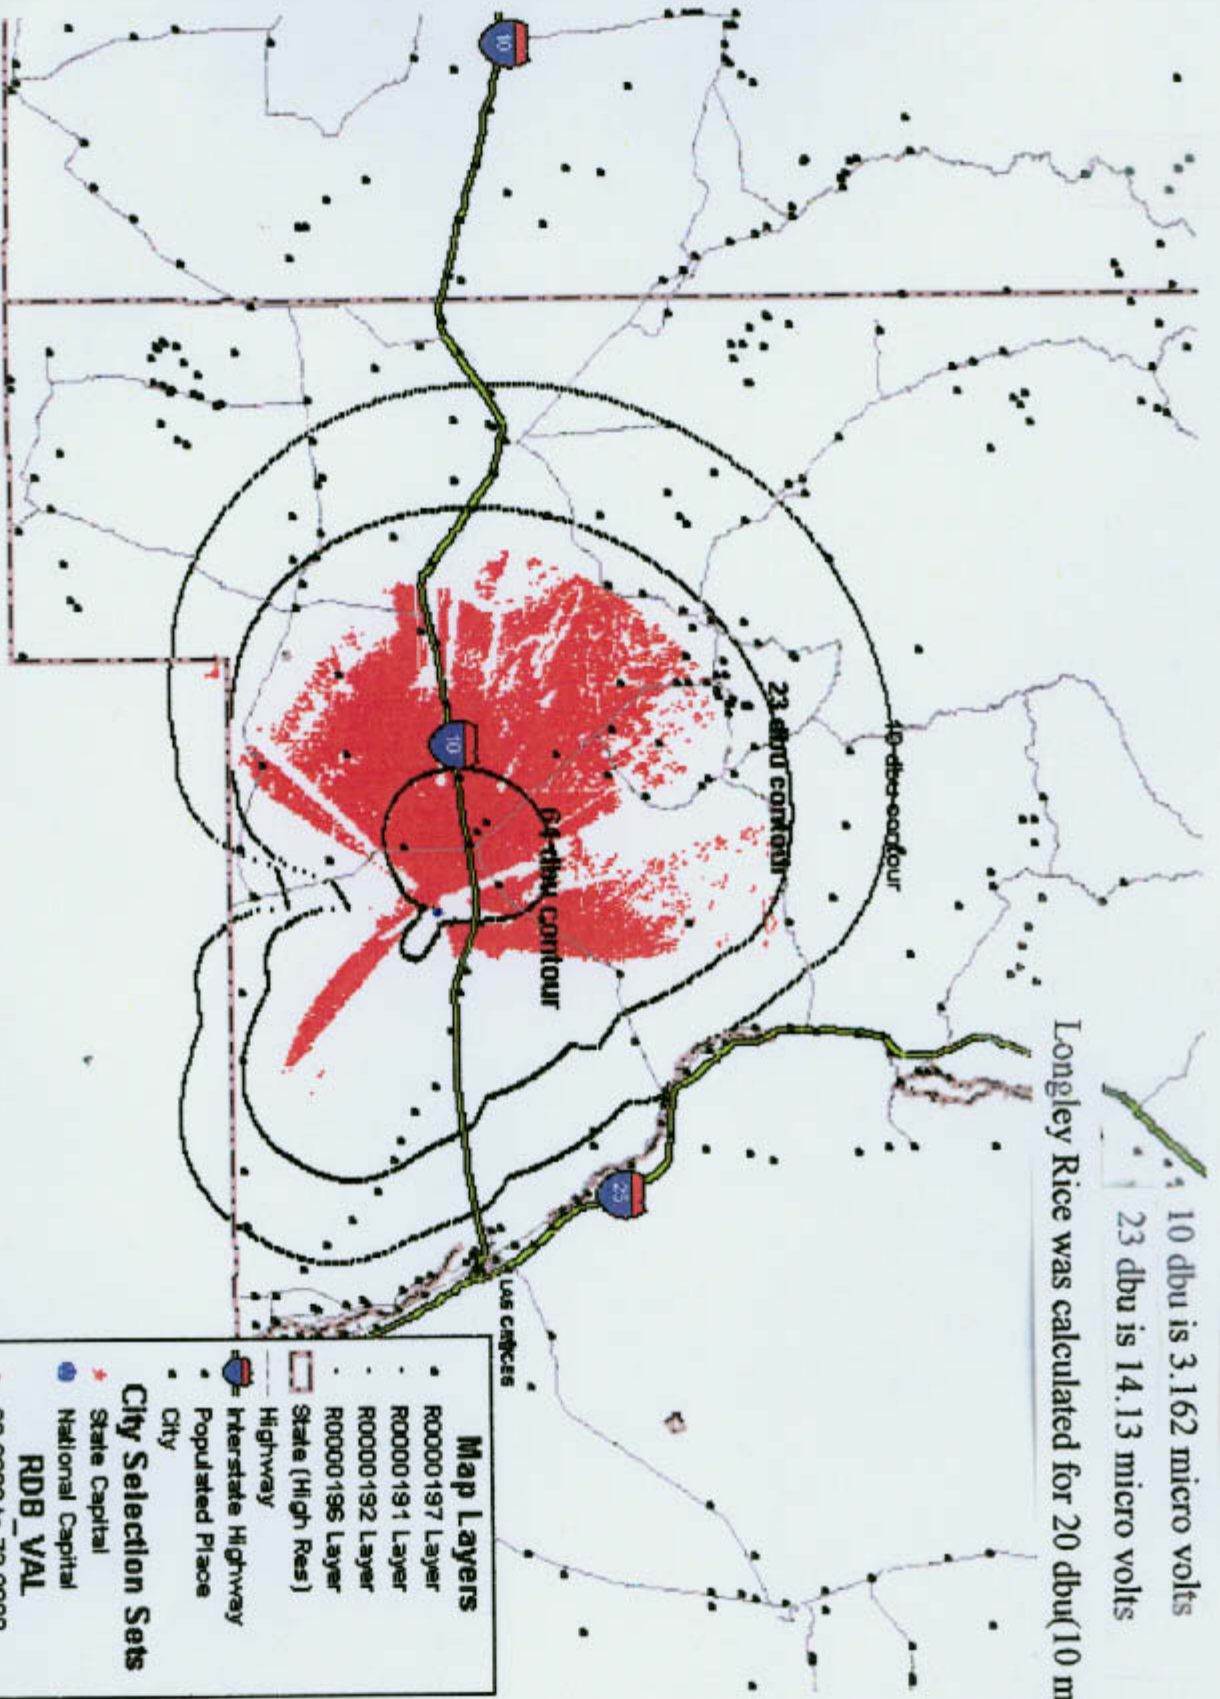 10 dbu is 3.162 micro volts
23 dbu is 14.13 micro volts
Longley Rice was calculated for 20 dbu(10 m
10 dbu contour
23 dbu contour
64 dbu contour
10
10
25
LAS CRUCES
Map Layers
R0000197 Layer
R0000191 Layer
R0000192 Layer
R0000196 Layer
State (High Res)
Highway
Interstate Highway
Populated Place
City
City Selection Sets
State Capital
National Capital
RDB_VAL